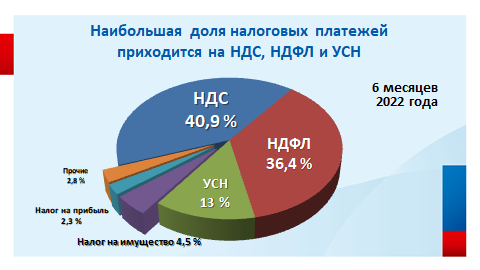 Наибольшая доля налоговых платежей
приходится на НДС, НДФЛ и УСН
6 месяцев
2022 года
НДС
40,9 %
НДФЛ
36,4 %
УСН
13 %
Прочие
2,8 %
Налог на прибыль
2,3 %
Налог на имущество 4,5 %